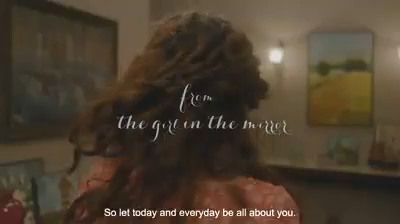 from
the girl in the mirror
So let today and everyday be all about you.